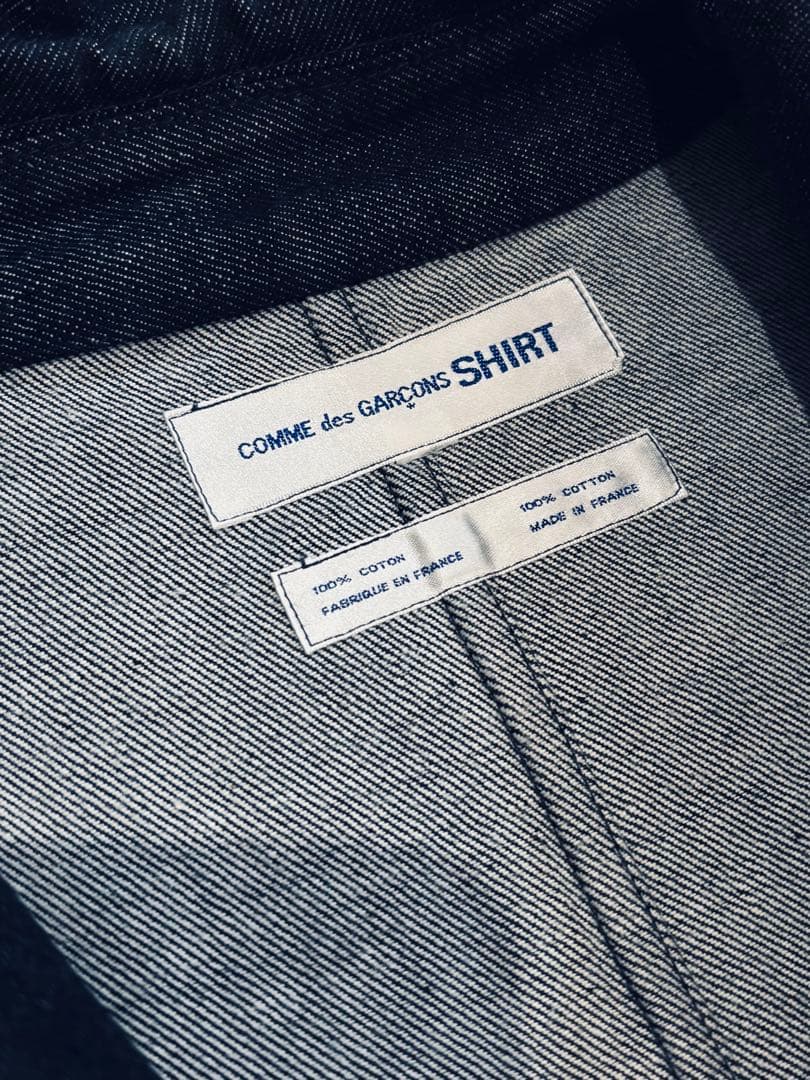 COMME des GARÇONS SHIRT
*
100% COTON
FABRIQUE EN FRANCE
100% COTTON
MADE IN FRANCE